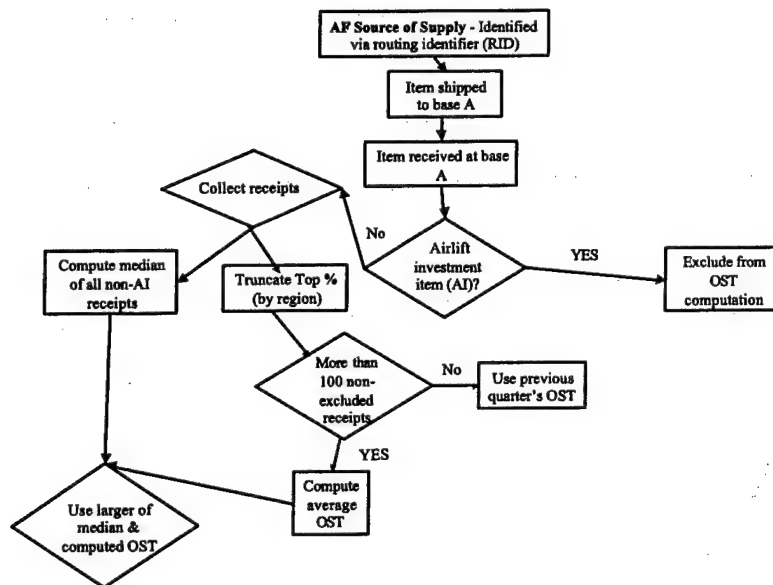 AF Source of Supply - Identified
via routing identifier (RID)
Item shipped
to base A
Item received at base
A
Collect receipts
No
Airlift
investment
item (AI)?
YES
Exclude from
OST
computation
Compute median
of all non-AI
receipts
Truncate Top %
(by region)
More than
100 non-
excluded
receipts
No
Use previous
quarter's OST
YES
Compute
average
OST
Use larger of
median &
computed OST